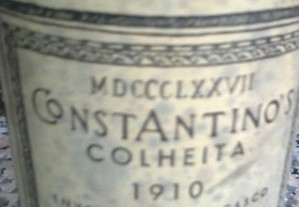 MDCCCLXXVII
CONSTANTINO'S
COLHEITA
1910